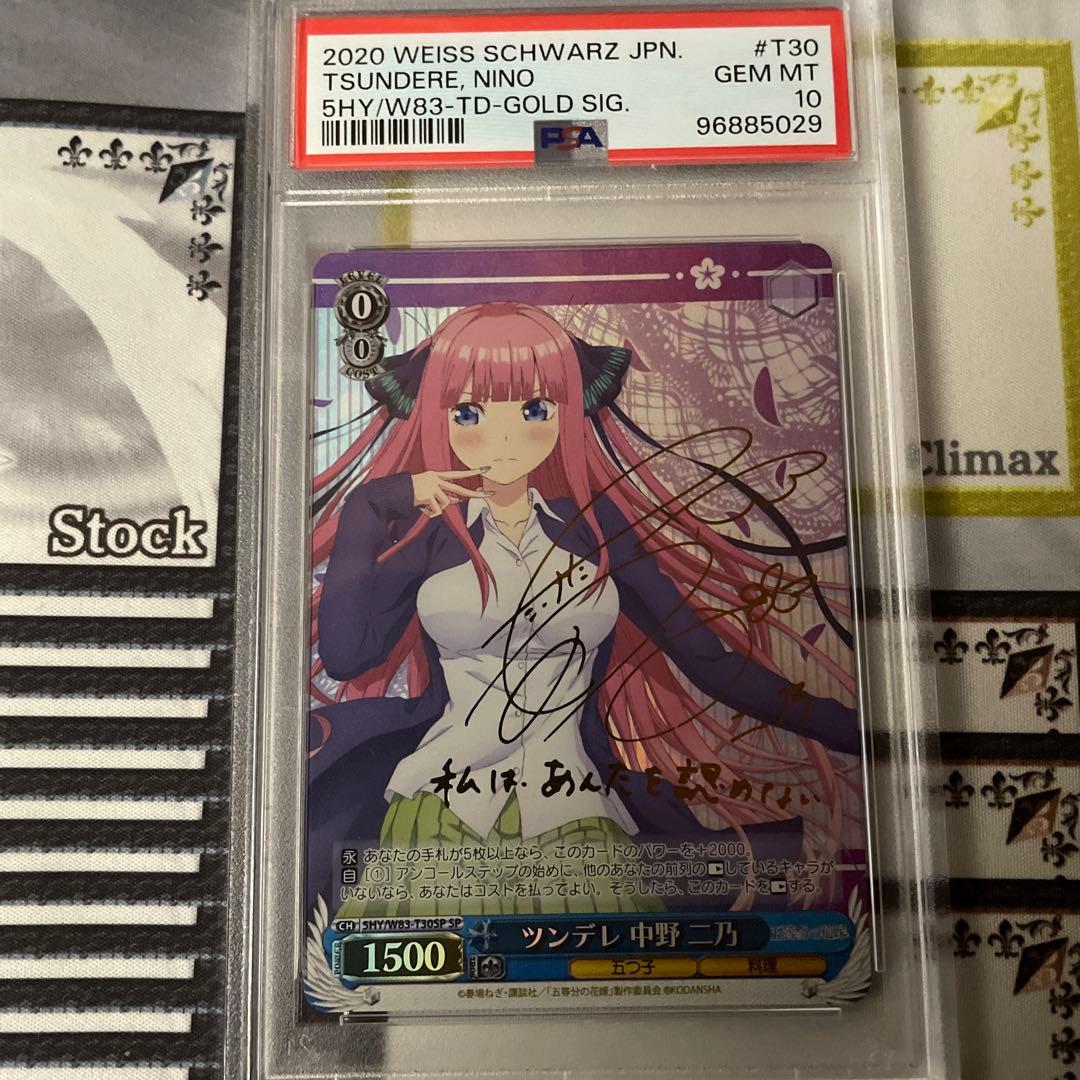 2020 WEISS SCHWARZ JPN.
TSUNDERE, NINO
5HY/W83-TD-GOLD SIG.
#T30
GEM MT
10
96885029
PSA
Stock
Climax
LEVEL
0
0
COST
二乃
私は、あんたを認めない
永 あなたの手札が5枚以上なら、このカードのパワーを+2000。
自 [①] アンコールステップの始めに、他のあなたの前列の しているキャラが
いないなら、あなたはコストを払ってよい。そうしたら、このカードを する。
CH 5HY/W83-T30SP SP
POWER
1500
ツンデレ 中野 二乃
五つ子 料理
©春場ねぎ・講談社/「五等分の花嫁」製作委員会 ©KODANSHA